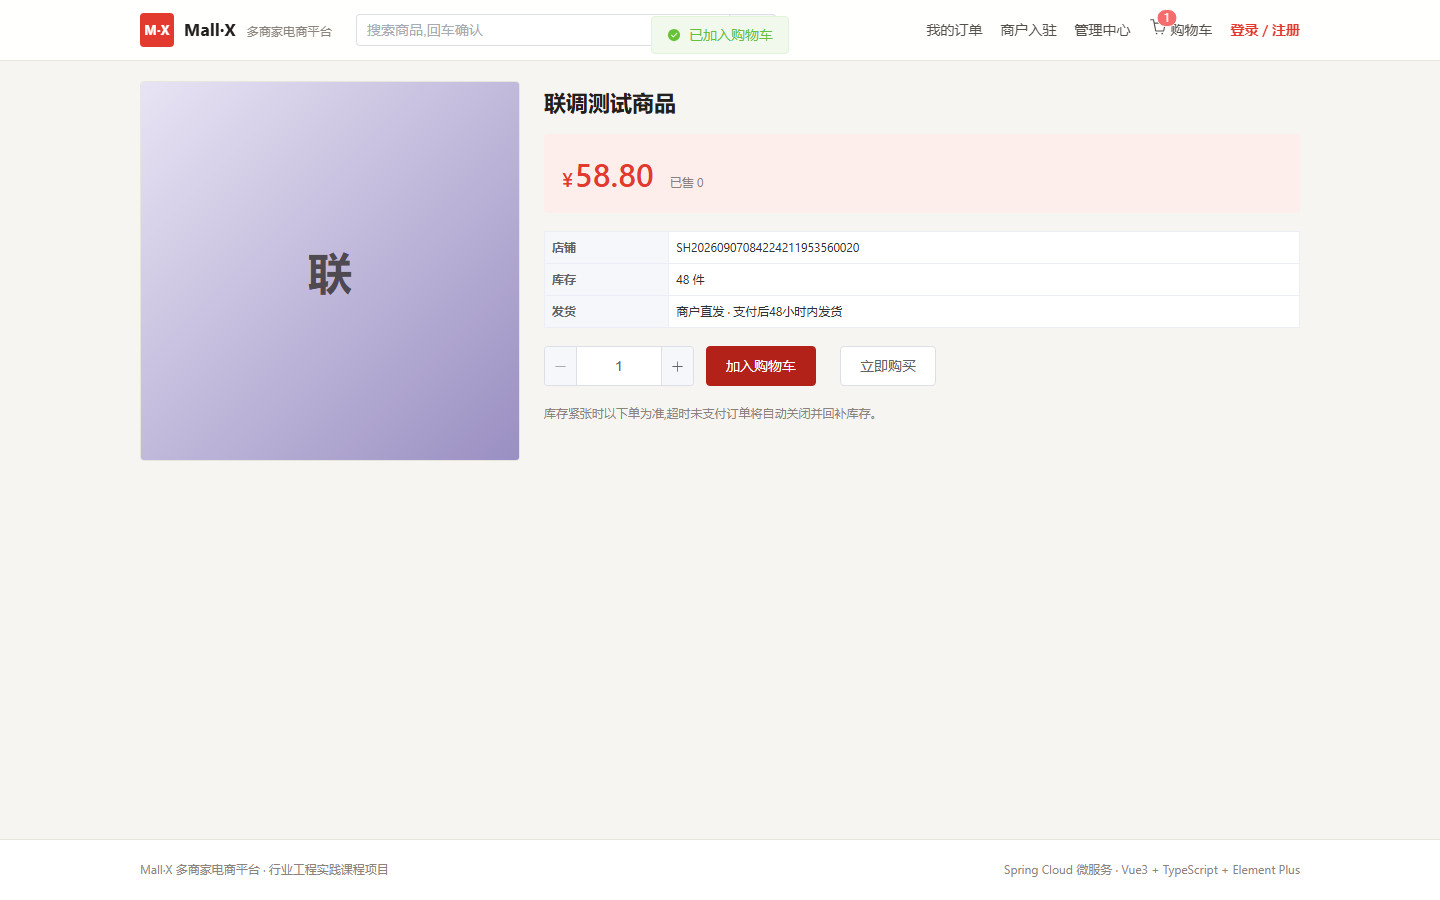 M·X Mall·X 多商家电商平台 搜索商品,回车确认 已加入购物车 我的订单 商户入驻 管理中心 1 购物车 登录 / 注册
联调测试商品
¥58.80 已售 0
联
店铺 SH20260907084224211953560020
库存 48 件
发货 商户直发 · 支付后48小时内发货
1 加入购物车 立即购买
库存紧张时以下单为准,超时未支付订单将自动关闭并回补库存。
Mall·X 多商家电商平台 · 行业工程实践课程项目 Spring Cloud 微服务 · Vue3 + TypeScript + Element Plus